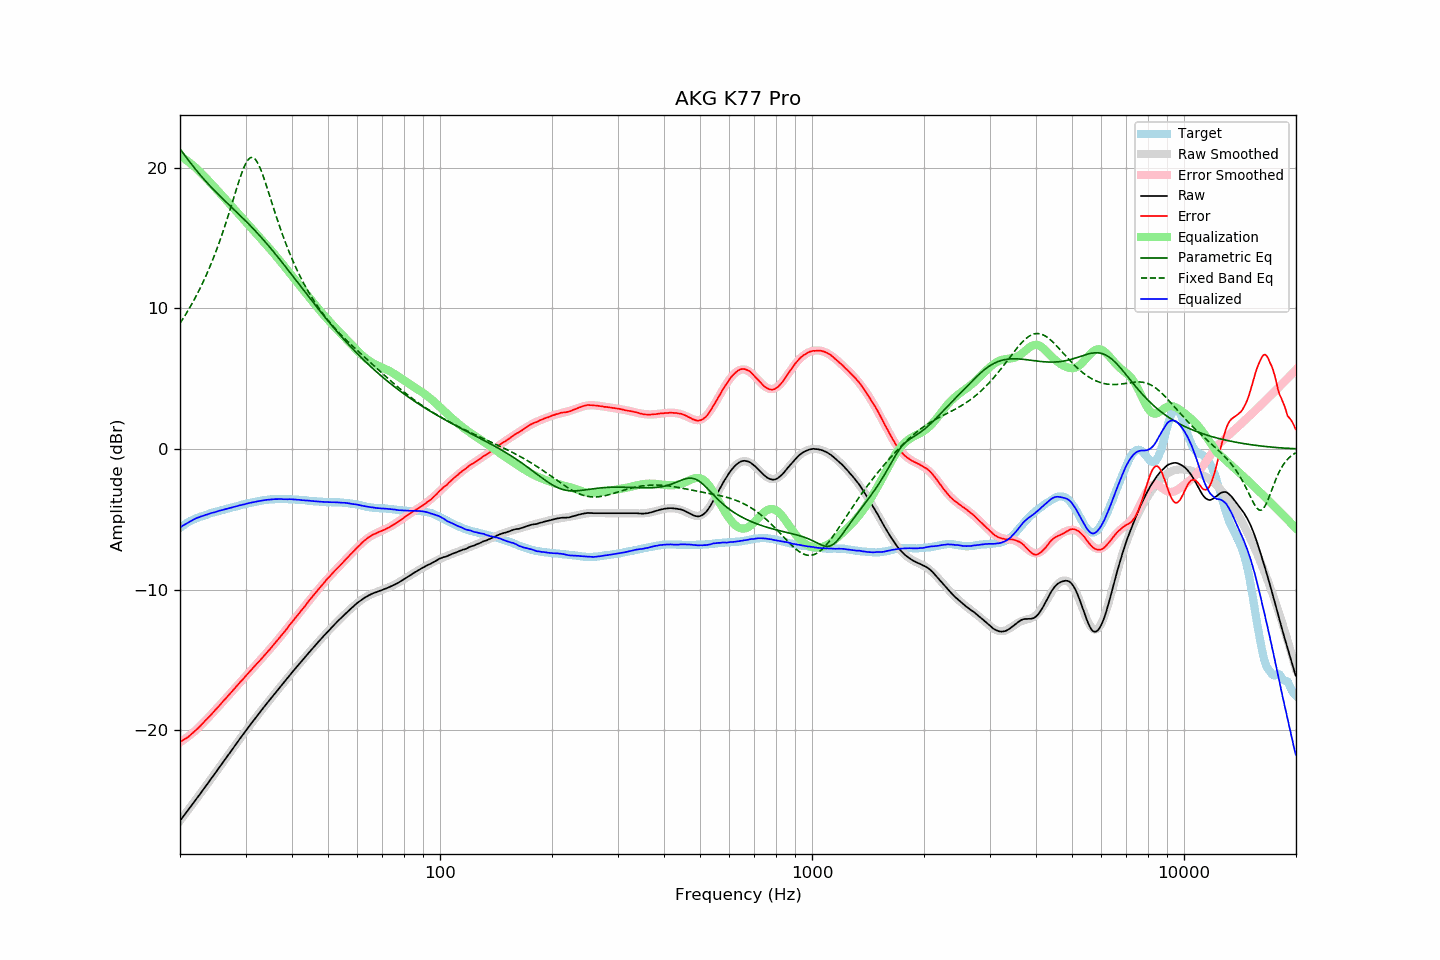 AKG K77 Pro
Target
Raw Smoothed
Error Smoothed
Raw
Error
Equalization
Parametric Eq
Fixed Band Eq
Equalized
20
10
0
−10
−20
Amplitude (dBr)
100 1000 10000
Frequency (Hz)